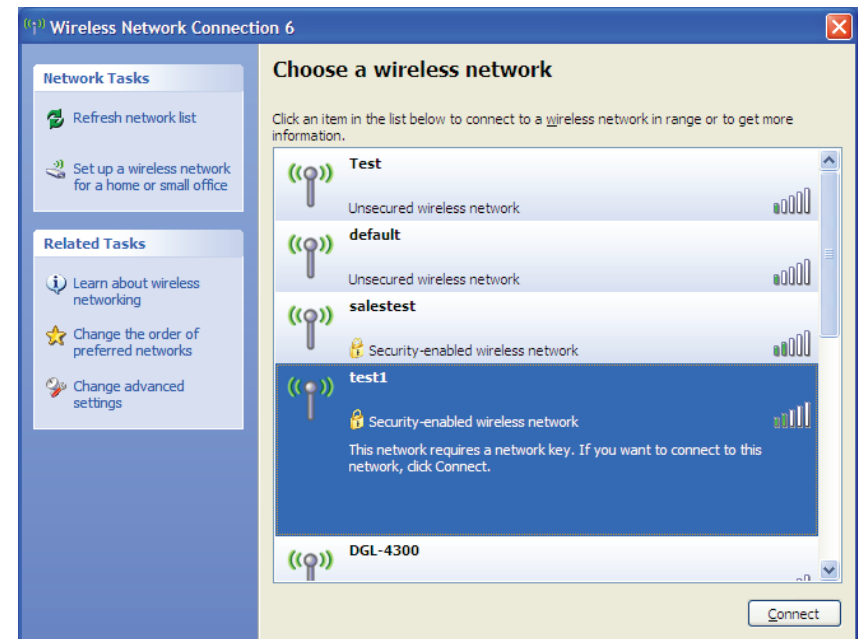 Wireless Network Connection 6
Network Tasks
Refresh network list
Set up a wireless network
for a home or small office
Related Tasks
Learn about wireless
networking
Change the order of
preferred networks
Change advanced
settings
Choose a wireless network
Click an item in the list below to connect to a wireless network in range or to get more
information.
Test
Unsecured wireless network
default
Unsecured wireless network
salestest
Security-enabled wireless network
test1
Security-enabled wireless network
This network requires a network key. If you want to connect to this
network, click Connect.
DGL-4300
Connect